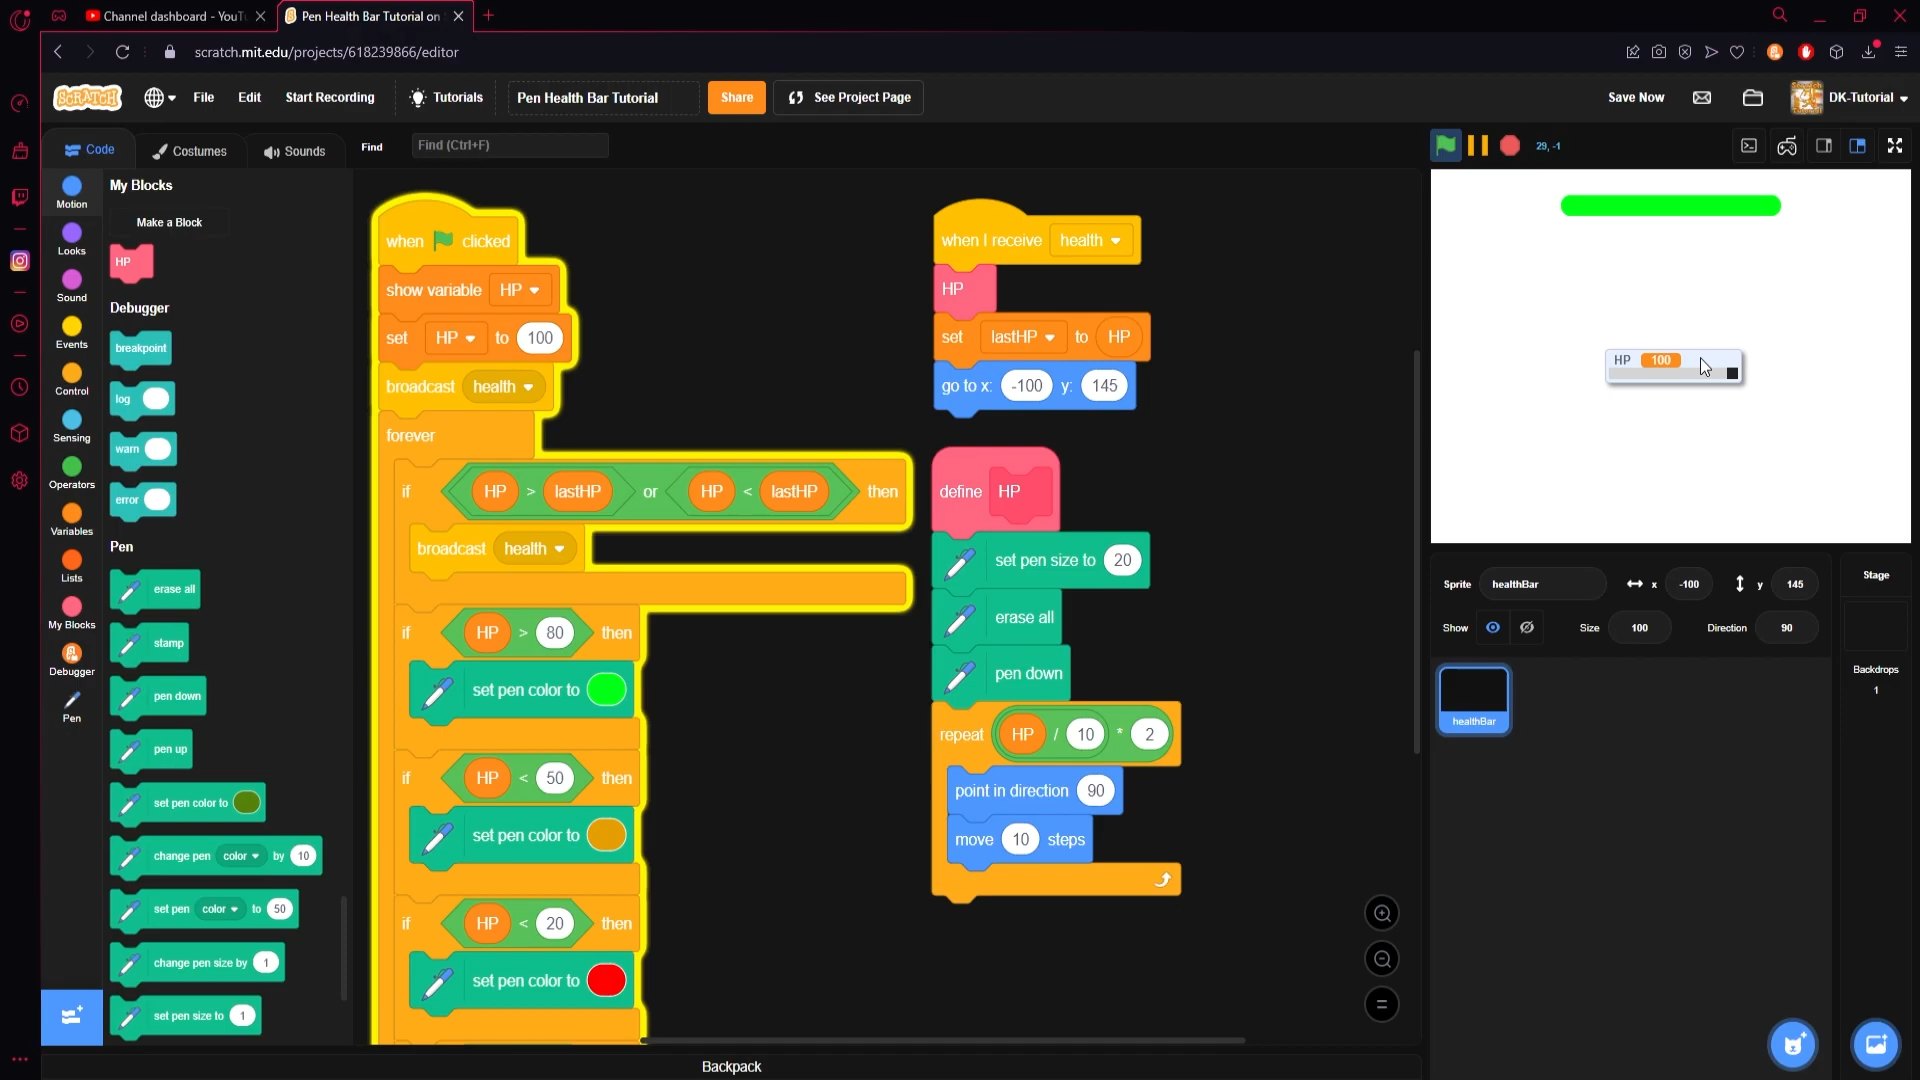 Channel dashboard - YouTu
Pen Health Bar Tutorial on
scratch.mit.edu/projects/618239866/editor
SCRATCH
File
Edit
Start Recording
Tutorials
Pen Health Bar Tutorial
Share
See Project Page
Save Now
DK-Tutorial
Code
Costumes
Sounds
Find
Find (Ctrl+F)
29, -1
Motion
Looks
Sound
Events
Control
Sensing
Operators
Variables
Lists
My Blocks
Debugger
Pen
My Blocks
Make a Block
HP
Debugger
breakpoint
log
warn
error
Pen
erase all
stamp
pen down
pen up
set pen color to
change pen color by 10
set pen color to 50
change pen size by 1
set pen size to 1
when clicked
show variable HP
set HP to 100
broadcast health
forever
if HP > lastHP or HP < lastHP then
broadcast health
if HP > 80 then
set pen color to
if HP < 50 then
set pen color to
if HP < 20 then
set pen color to
when I receive health
HP
set lastHP to HP
go to x: -100 y: 145
define HP
set pen size to 20
erase all
pen down
repeat HP / 10 * 2
point in direction 90
move 10 steps
HP 100
Sprite healthBar x -100 y 145
Show Size 100 Direction 90
healthBar
Stage
Backdrops
1
Backpack